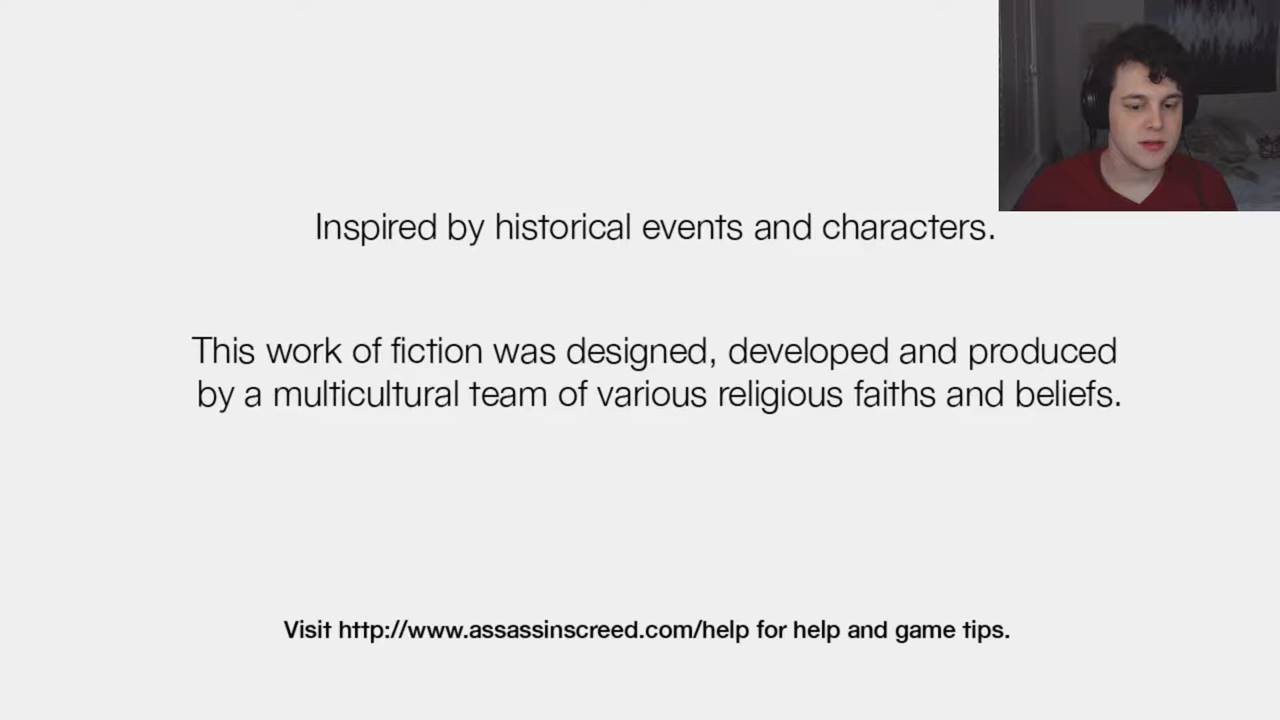 Inspired by historical events and characters.
This work of fiction was designed, developed and produced
by a multicultural team of various religious faiths and beliefs.
Visit http://www.assassinscreed.com/help for help and game tips.